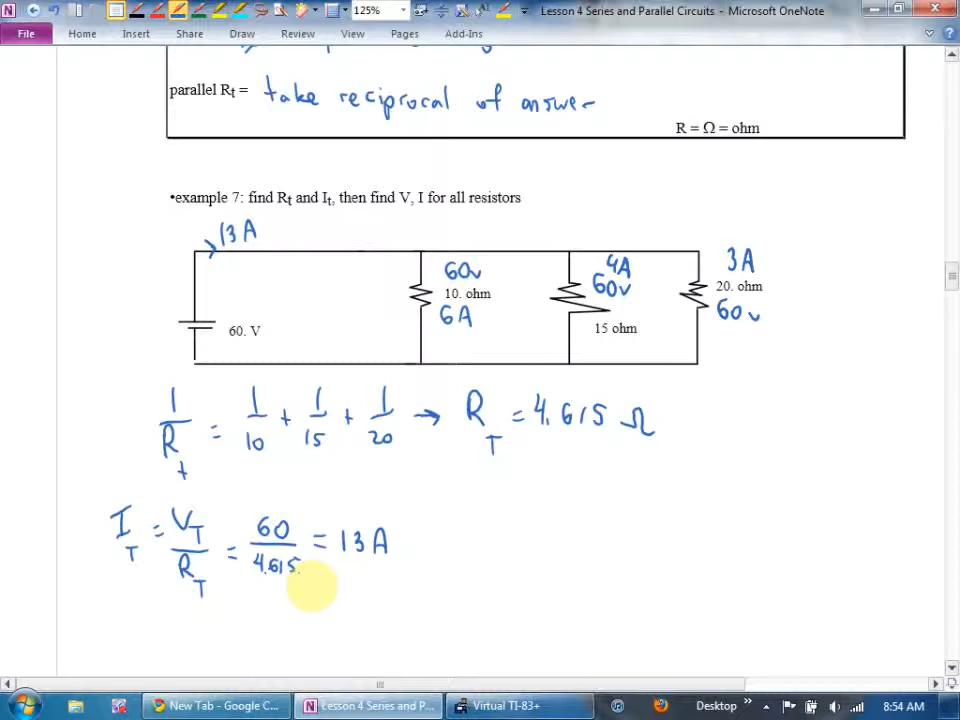 125%
Lesson 4 Series and Parallel Circuits - Microsoft OneNote
File Home Insert Share Draw Review View Pages Add-Ins
parallel Rt = take reciprocal of answer
R = Ω = ohm
•example 7: find Rt and It, then find V, I for all resistors
13A
60v
10. ohm
6A
4A
60v
15 ohm
3A
20. ohm
60v
60. V
1/Rt = 1/10 + 1/15 + 1/20 → RT = 4.615 Ω
IT = VT/RT = 60/4.615 = 13 A
New Tab - Google C...
Lesson 4 Series and P...
Virtual TI-83+
Desktop
8:54 AM